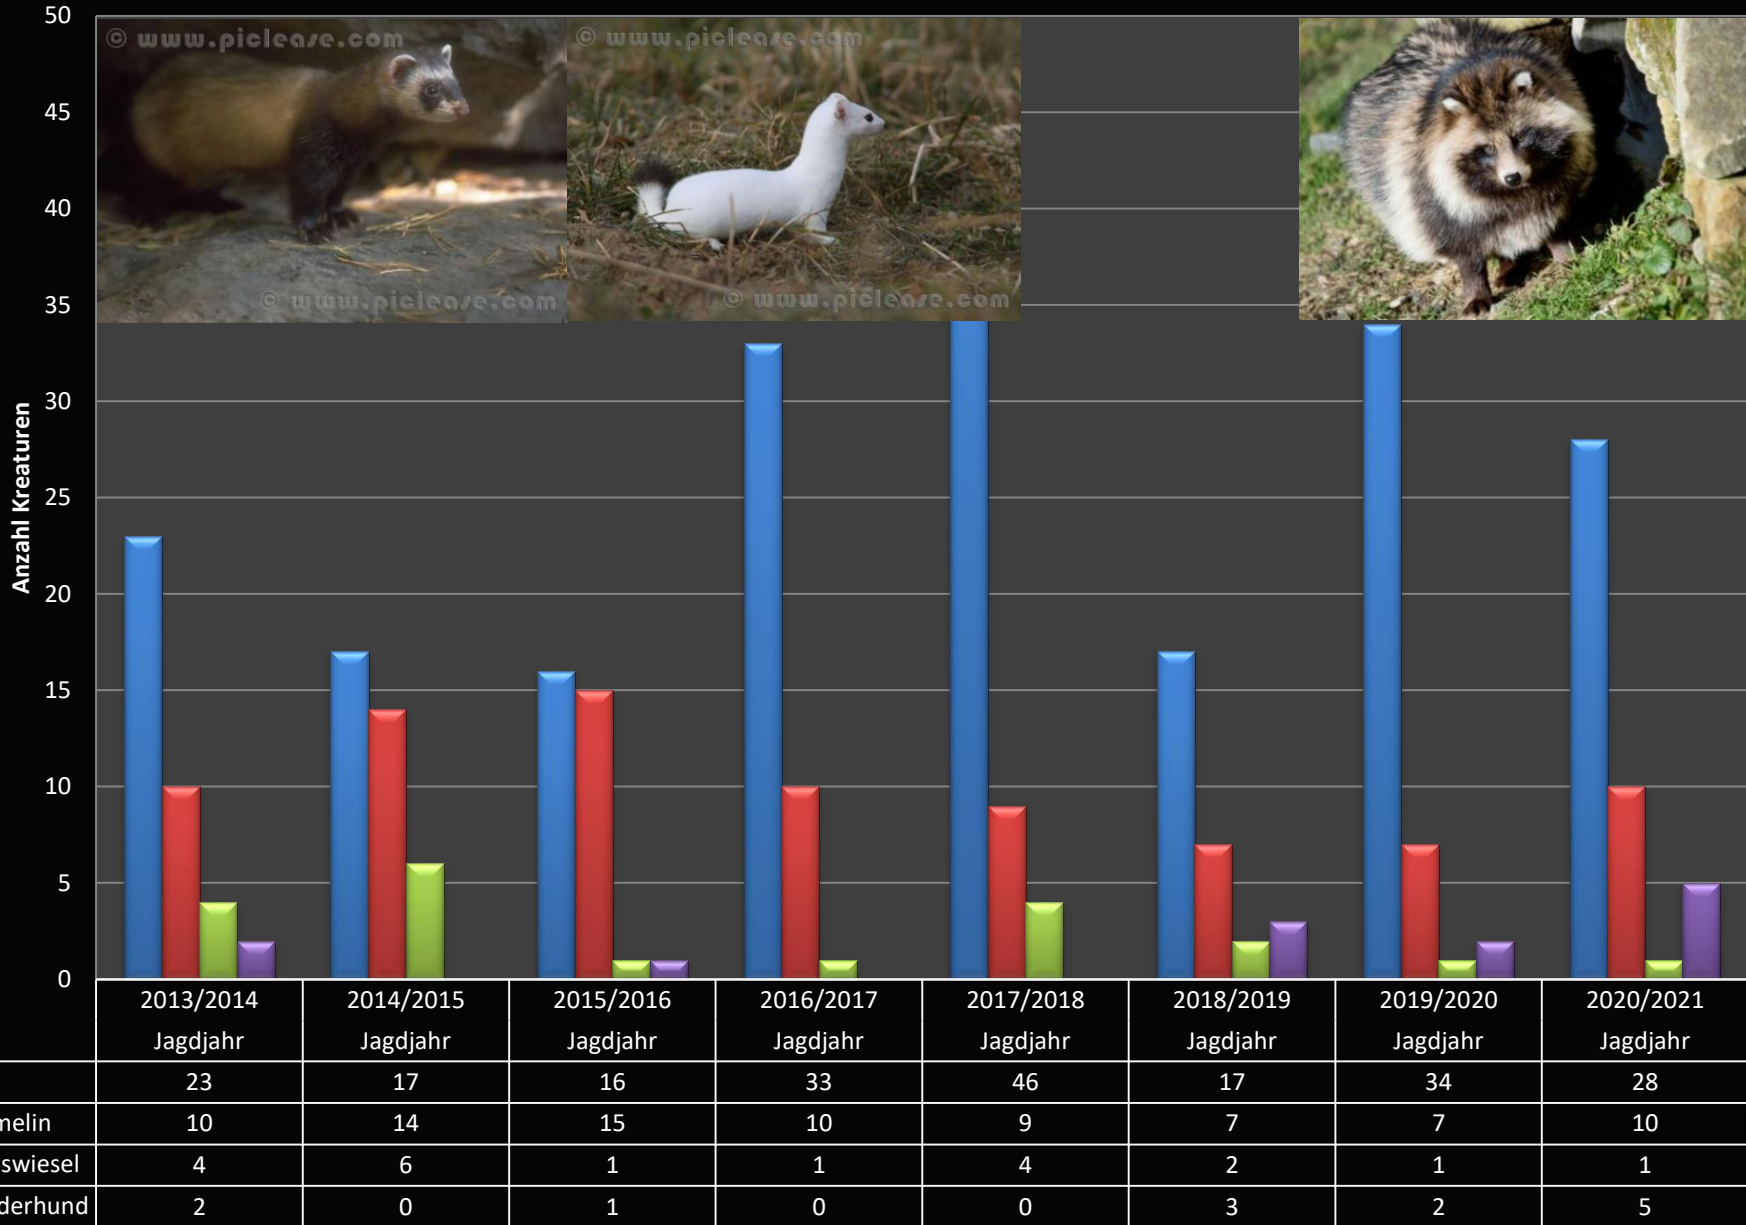 50
45
40
35
30
25
20
15
10
5
0
Anzahl Kreaturen
© www.piclease.com
© www.piclease.com
© www.piclease.com
© www.piclease.com
2013/2014 2014/2015 2015/2016 2016/2017 2017/2018 2018/2019 2019/2020 2020/2021
Jagdjahr Jagdjahr Jagdjahr Jagdjahr Jagdjahr Jagdjahr Jagdjahr Jagdjahr
23 17 16 33 46 17 34 28
melin 10 14 15 10 9 7 7 10
swiesel 4 6 1 1 4 2 1 1
derhund 2 0 1 0 0 3 2 5